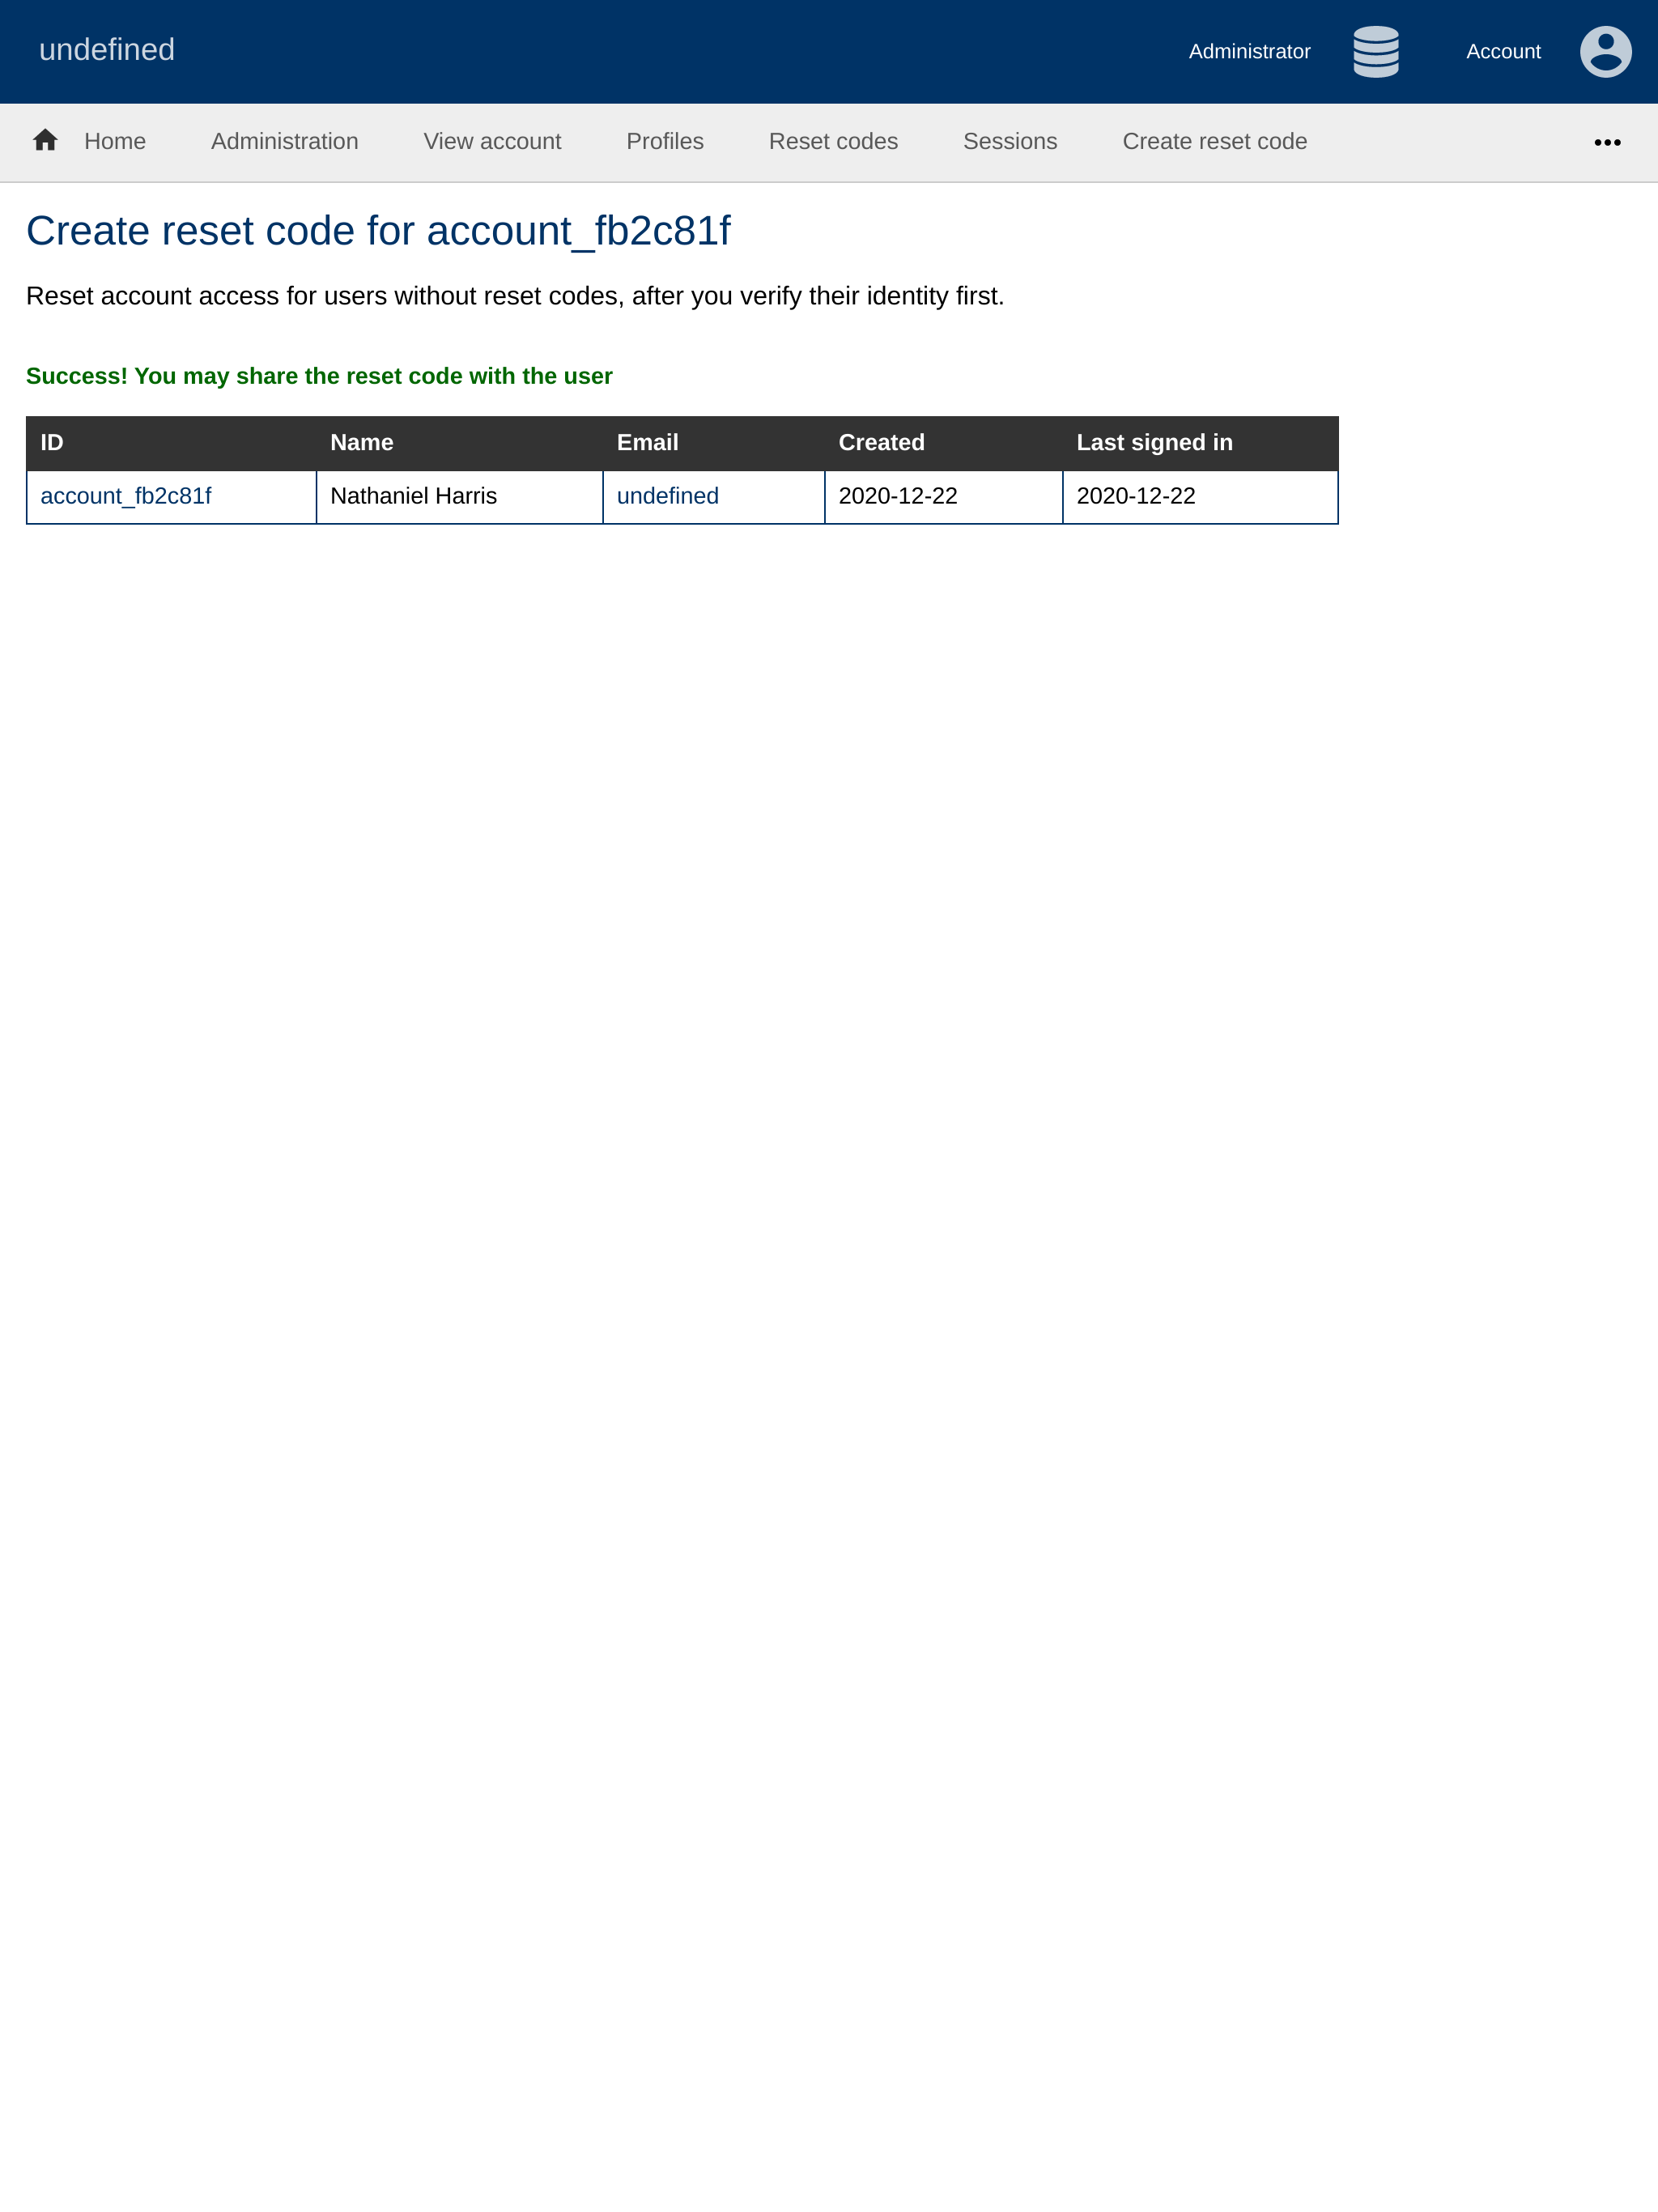 undefined
Administrator Account
Home Administration View account Profiles Reset codes Sessions Create reset code
Create reset code for account_fb2c81f
Reset account access for users without reset codes, after you verify their identity first.
Success! You may share the reset code with the user
ID Name Email Created Last signed in
account_fb2c81f Nathaniel Harris undefined 2020-12-22 2020-12-22